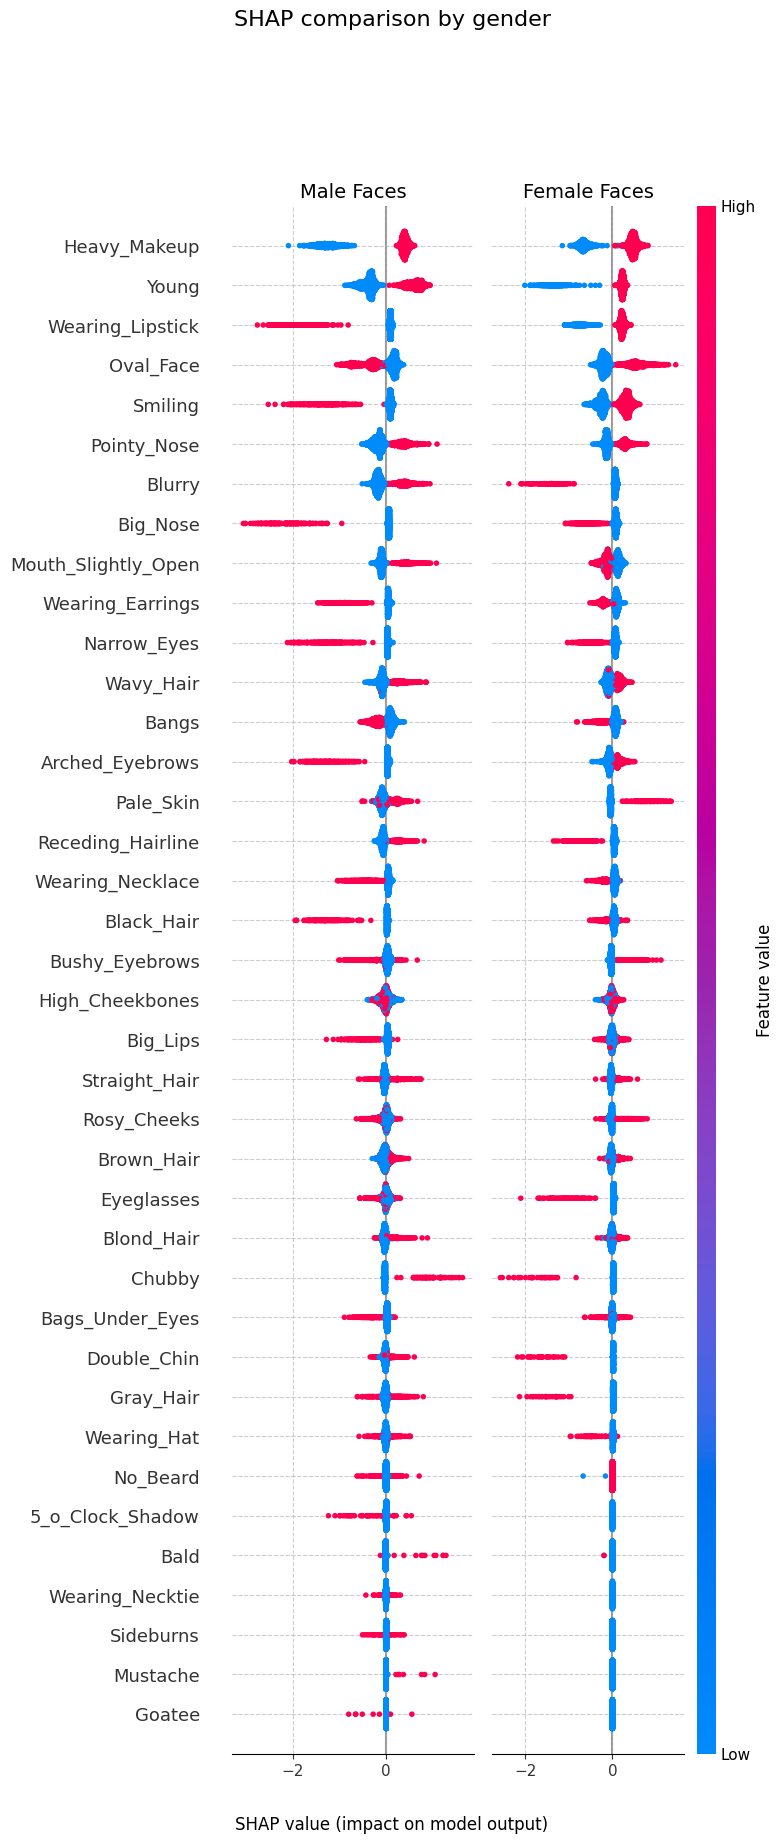 SHAP comparison by gender
Male Faces
Female Faces
High
Heavy_Makeup
Young
Wearing_Lipstick
Oval_Face
Smiling
Pointy_Nose
Blurry
Big_Nose
Mouth_Slightly_Open
Wearing_Earrings
Narrow_Eyes
Wavy_Hair
Bangs
Arched_Eyebrows
Pale_Skin
Receding_Hairline
Wearing_Necklace
Black_Hair
Bushy_Eyebrows
High_Cheekbones
Big_Lips
Straight_Hair
Rosy_Cheeks
Brown_Hair
Eyeglasses
Blond_Hair
Chubby
Bags_Under_Eyes
Double_Chin
Gray_Hair
Wearing_Hat
No_Beard
5_o_Clock_Shadow
Bald
Wearing_Necktie
Sideburns
Mustache
Goatee
Feature value
Low
−2 0
−2 0
SHAP value (impact on model output)